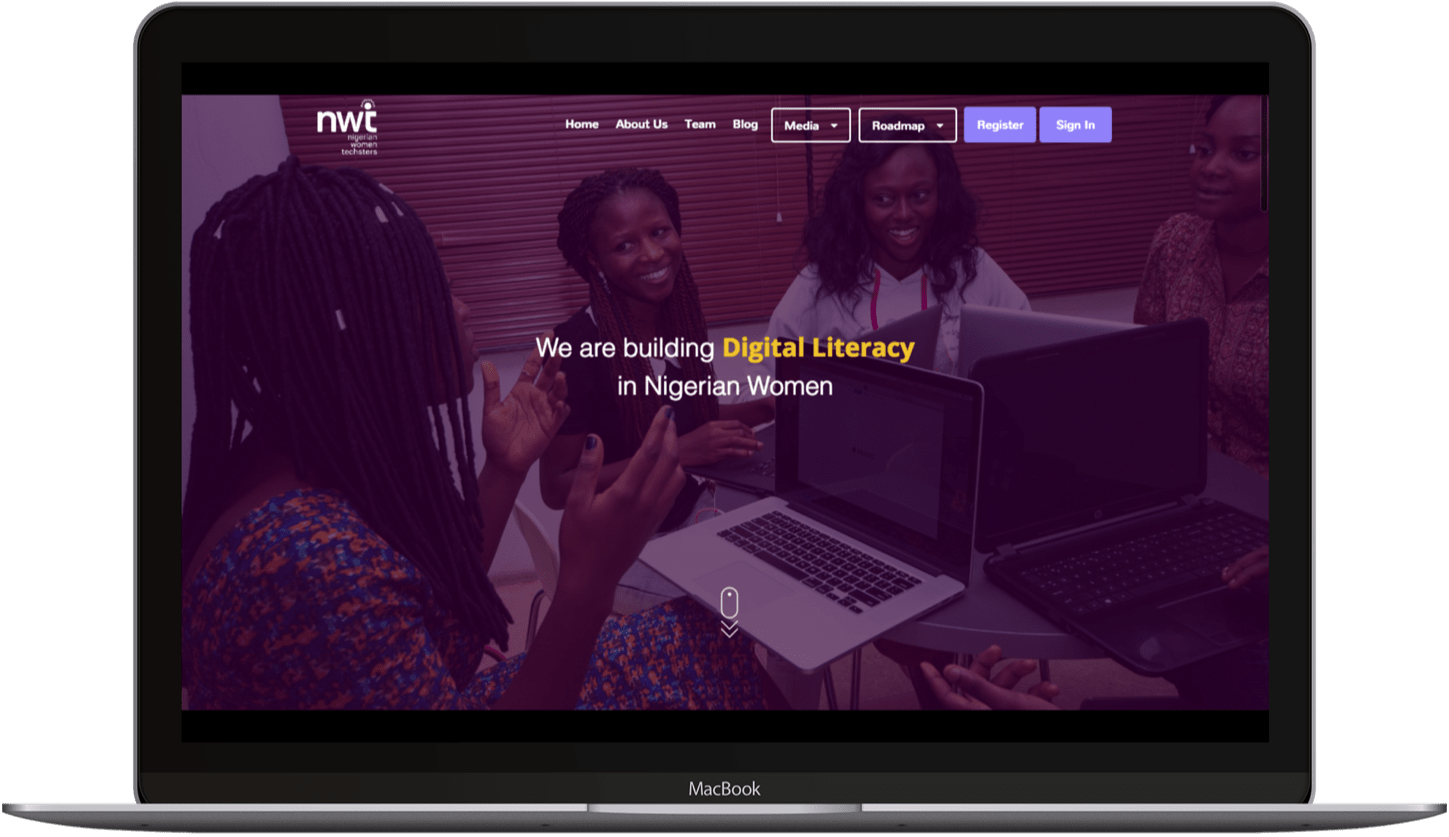 nwt
nigerian
women
techsters
Home About Us Team Blog Media Roadmap Register Sign In
We are building Digital Literacy
in Nigerian Women
MacBook